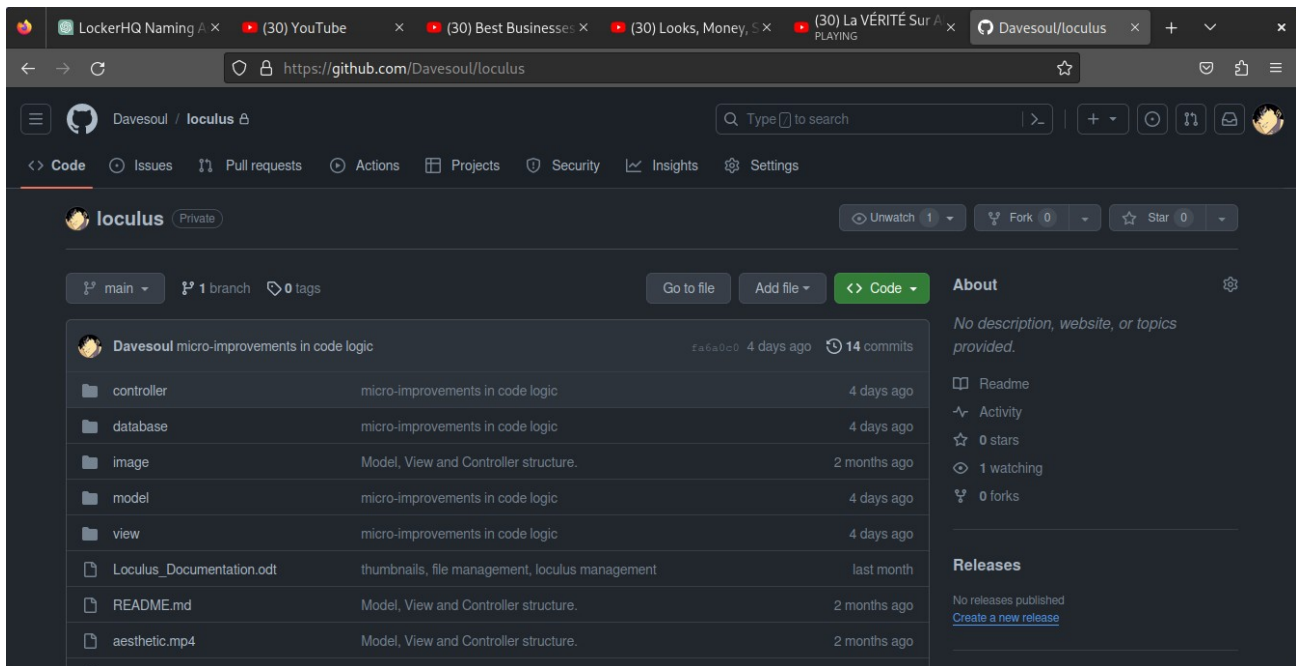 LockerHQ Naming A
(30) YouTube
(30) Best Businesses
(30) Looks, Money, S
(30) La VÉRITÉ Sur A
PLAYING
Davesoul/loculus
https://github.com/Davesoul/loculus
Davesoul / loculus
Type / to search
Code
Issues
Pull requests
Actions
Projects
Security
Insights
Settings
loculus Private
Unwatch 1
Fork 0
Star 0
main
1 branch
0 tags
Go to file
Add file
Code
About
No description, website, or topics
provided.
Davesoul micro-improvements in code logic fa6a0c0 4 days ago 14 commits
controller micro-improvements in code logic 4 days ago
database micro-improvements in code logic 4 days ago
image Model, View and Controller structure. 2 months ago
model micro-improvements in code logic 4 days ago
view micro-improvements in code logic 4 days ago
Loculus_Documentation.odt thumbnails, file management, loculus management last month
README.md Model, View and Controller structure. 2 months ago
aesthetic.mp4 Model, View and Controller structure. 2 months ago
Readme
Activity
0 stars
1 watching
0 forks
Releases
No releases published
Create a new release